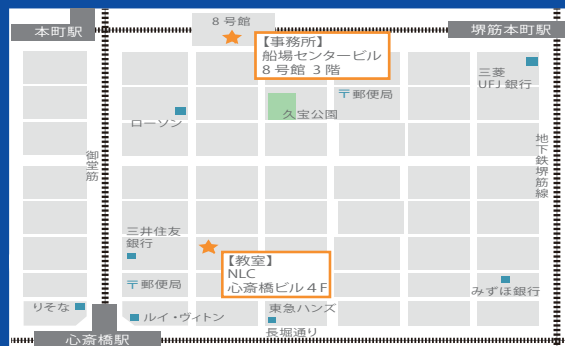 8号館
本町駅
堺筋本町駅
【事務所】
船場センタービル
8号館3階
三菱
UFJ銀行
〒郵便局
久宝公園
ローソン
御堂筋
地下鉄堺筋線
三井住友
銀行
【教室】
NLC
心斎橋ビル4F
〒郵便局
みずほ銀行
りそな
ルイ・ヴィトン
東急ハンズ
長堀通り
心斎橋駅